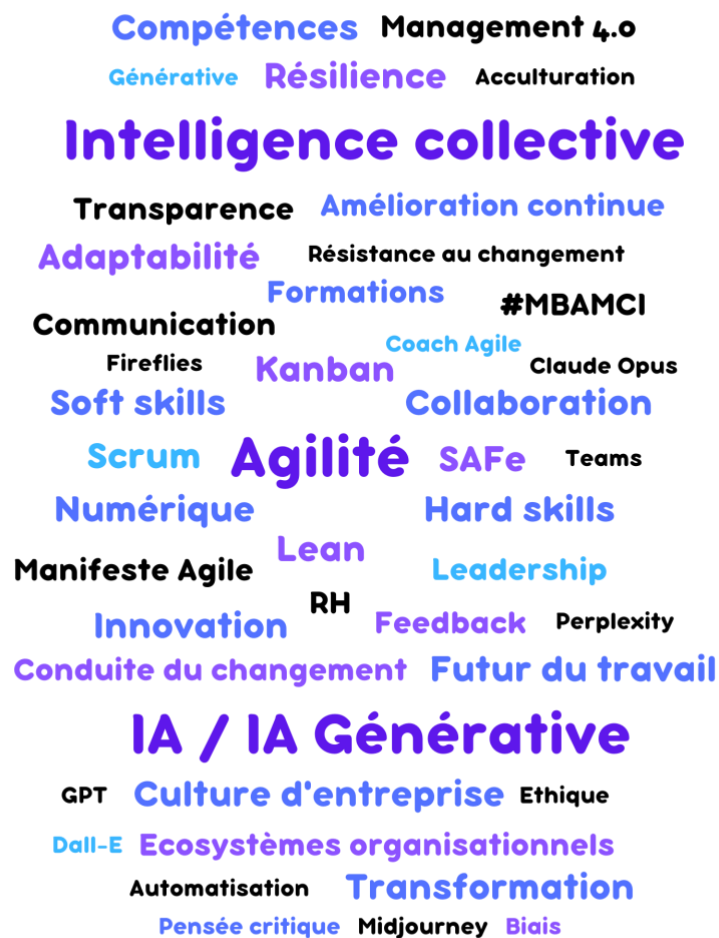 Compétences Management 4.0
Générative Résilience Acculturation
Intelligence collective
Transparence Amélioration continue
Adaptabilité Résistance au changement
Formations #MBAMCI
Communication
Coach Agile
Fireflies Kanban Claude Opus
Soft skills Collaboration
Scrum Agilité SAFe Teams
Numérique Hard skills
Lean
Manifeste Agile Leadership
RH
Innovation Feedback Perplexity
Conduite du changement Futur du travail
IA / IA Générative
GPT Culture d'entreprise Ethique
Dall-E Ecosystèmes organisationnels
Automatisation Transformation
Pensée critique Midjourney Biais